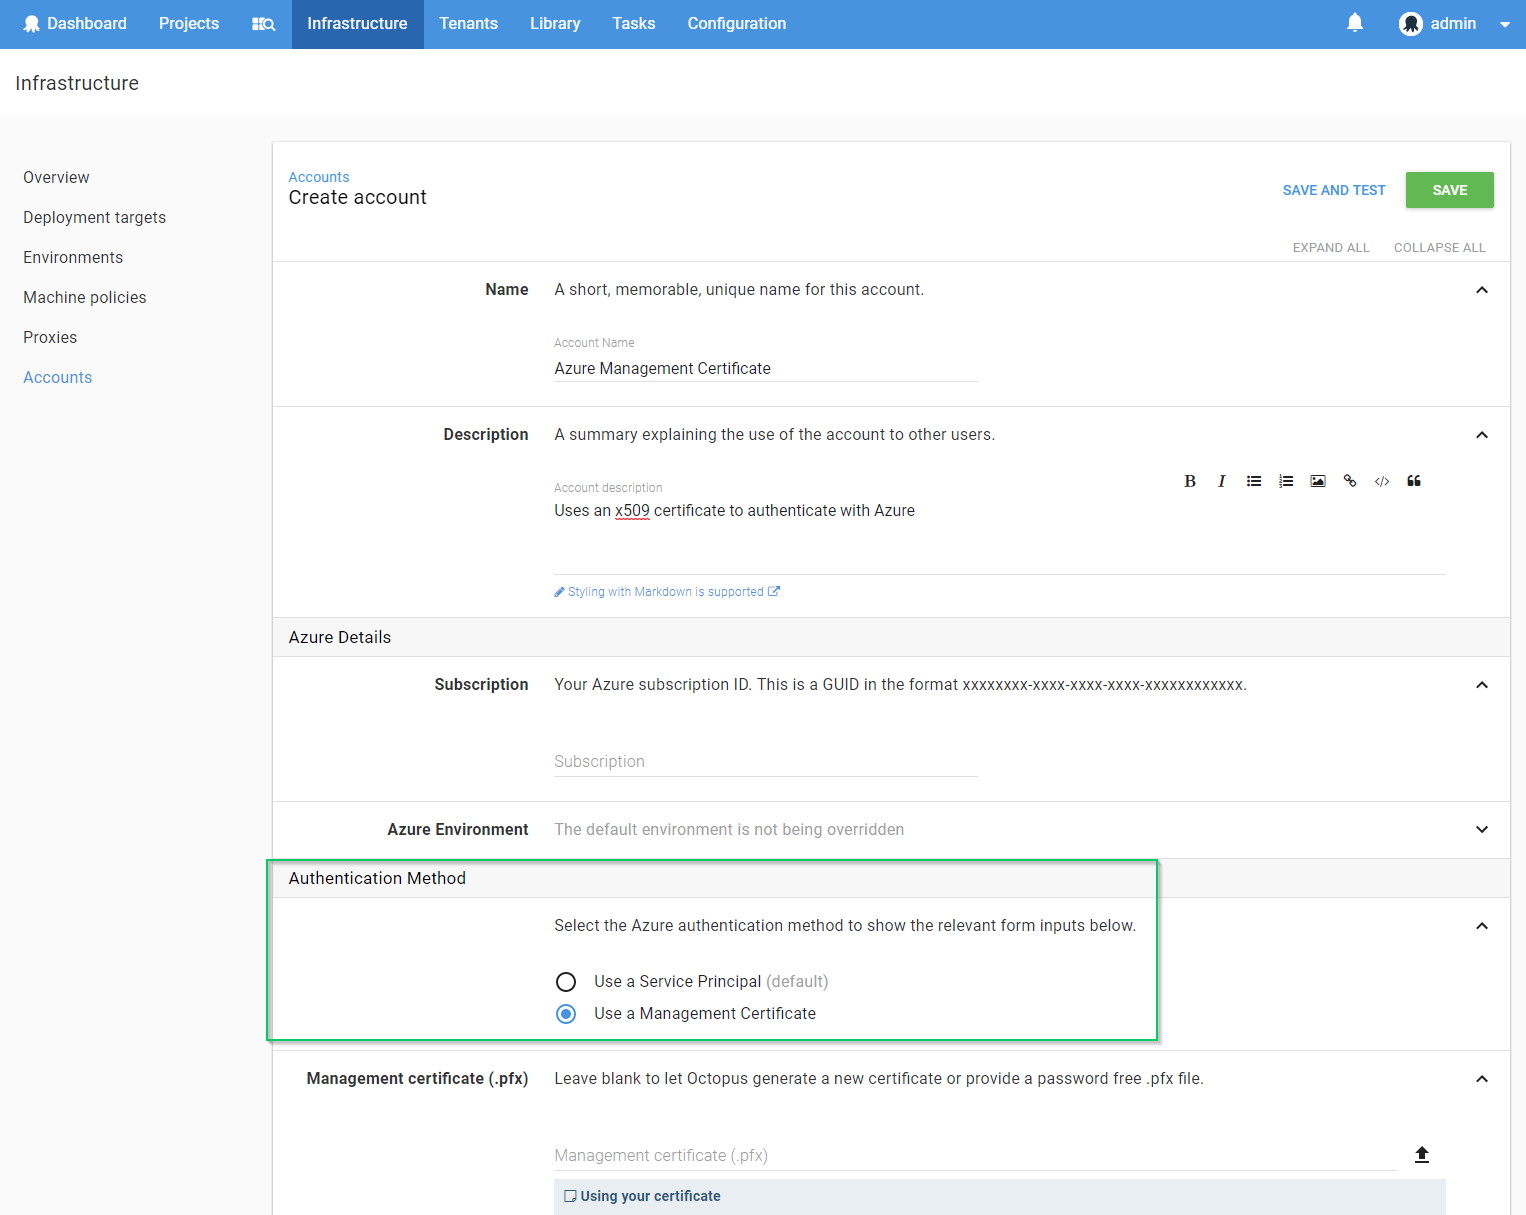 Dashboard Projects Infrastructure Tenants Library Tasks Configuration admin
Infrastructure
Overview
Deployment targets
Environments
Machine policies
Proxies
Accounts
Accounts
Create account
SAVE AND TEST SAVE
EXPAND ALL COLLAPSE ALL
Name A short, memorable, unique name for this account.
Account Name
Azure Management Certificate
Description A summary explaining the use of the account to other users.
Account description
Uses an x509 certificate to authenticate with Azure
Styling with Markdown is supported
Azure Details
Subscription Your Azure subscription ID. This is a GUID in the format xxxxxxxx-xxxx-xxxx-xxxx-xxxxxxxxxxxx.
Subscription
Azure Environment The default environment is not being overridden
Authentication Method
Select the Azure authentication method to show the relevant form inputs below.
Use a Service Principal (default)
Use a Management Certificate
Management certificate (.pfx) Leave blank to let Octopus generate a new certificate or provide a password free .pfx file.
Management certificate (.pfx)
Using your certificate